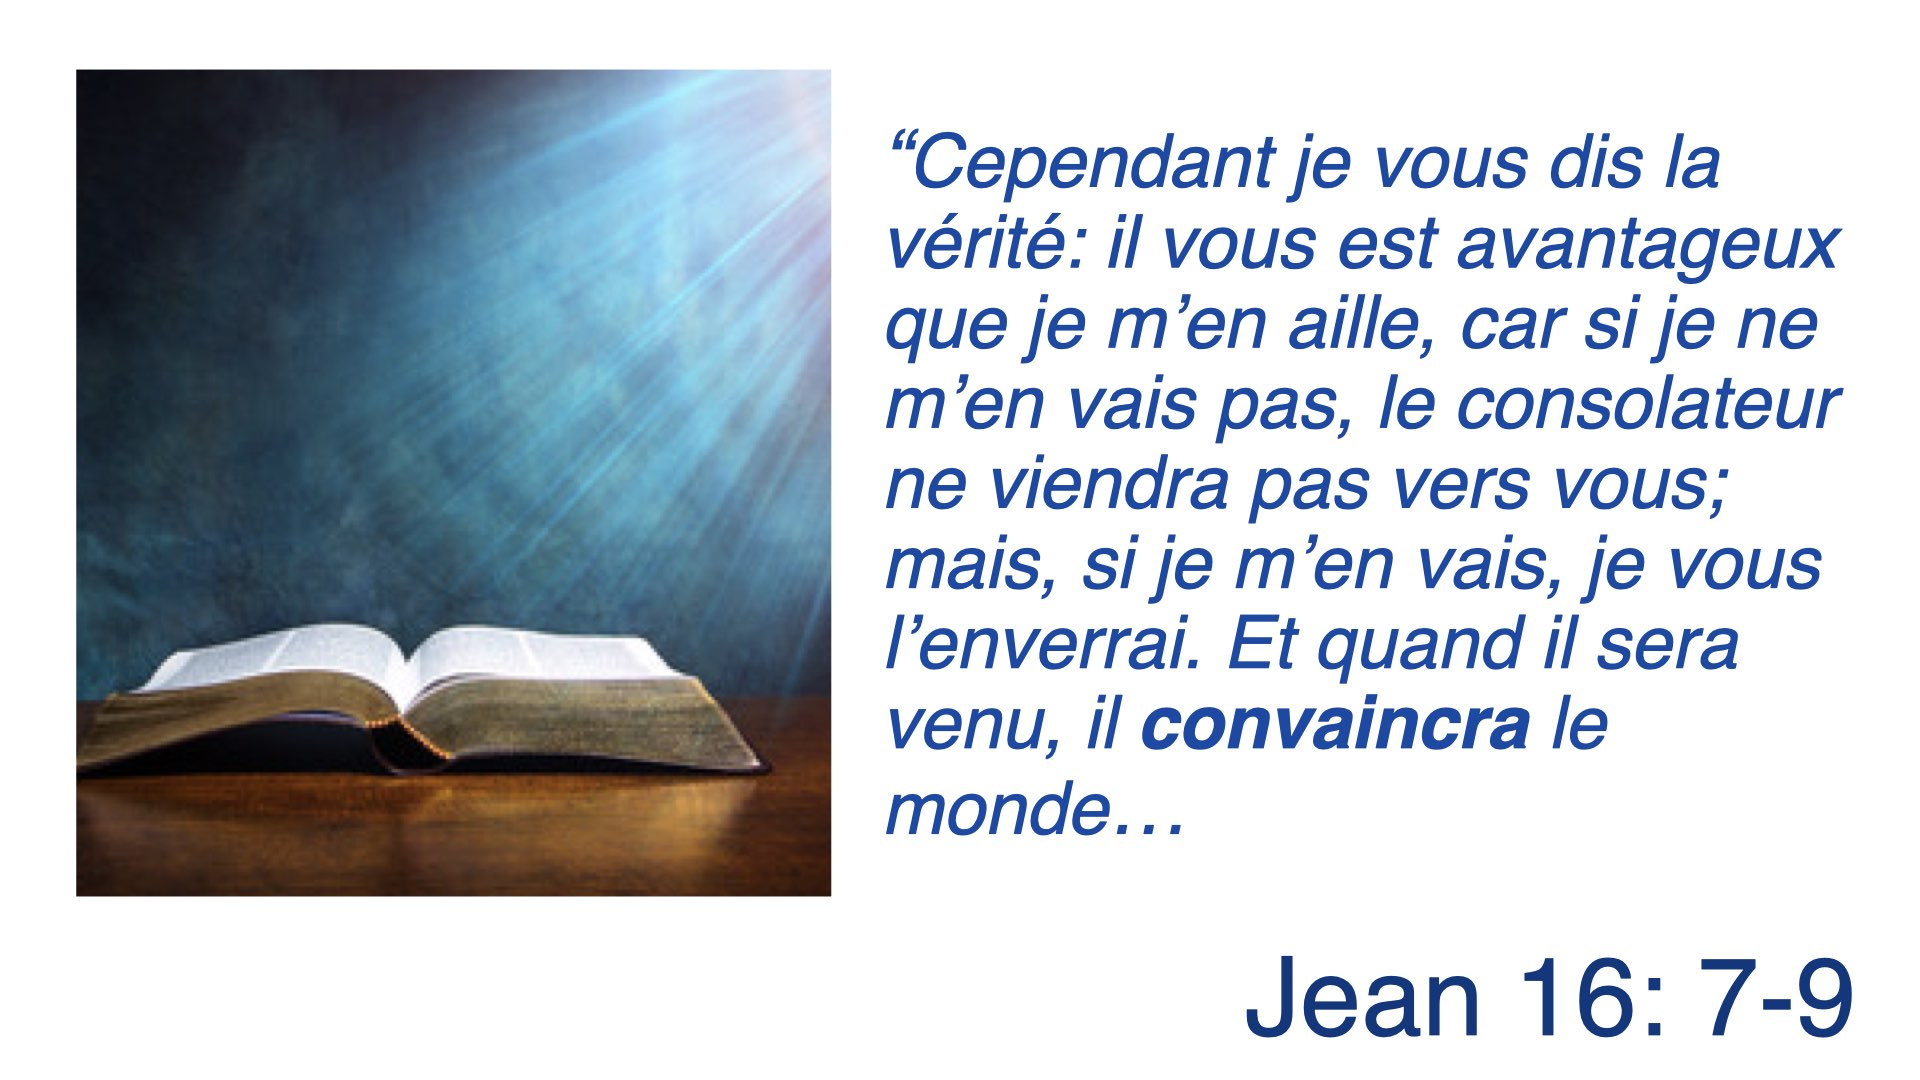 “Cependant je vous dis la
vérité: il vous est avantageux
que je m’en aille, car si je ne
m’en vais pas, le consolateur
ne viendra pas vers vous;
mais, si je m’en vais, je vous
l’enverrai. Et quand il sera
venu, il convaincra le
monde…
Jean 16: 7-9